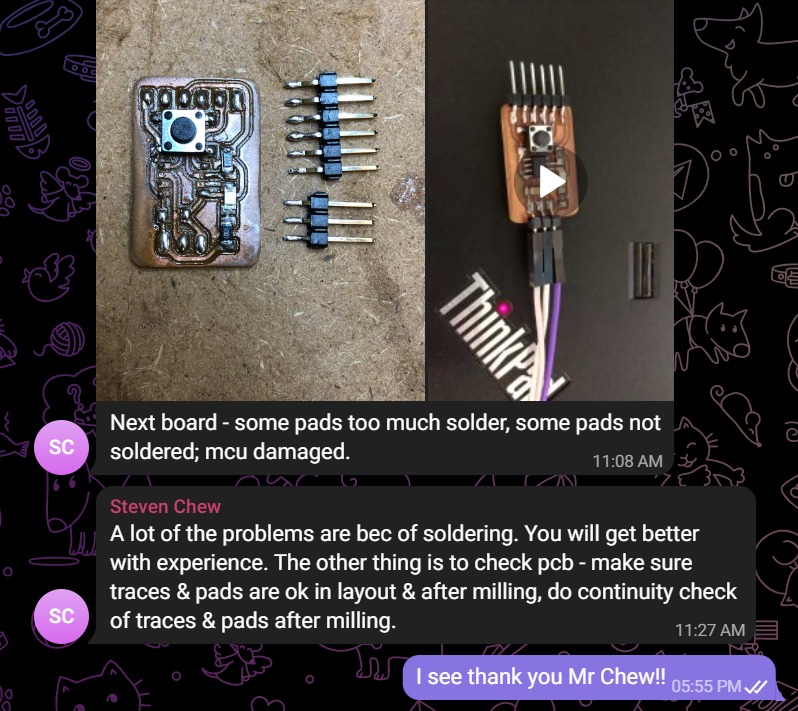 ThinkPad
Next board - some pads too much solder, some pads not
soldered; mcu damaged.
11:08 AM
SC
Steven Chew
A lot of the problems are bec of soldering. You will get better
with experience. The other thing is to check pcb - make sure
traces & pads are ok in layout & after milling, do continuity check
of traces & pads after milling.
11:27 AM
SC
I see thank you Mr Chew!!
05:55 PM